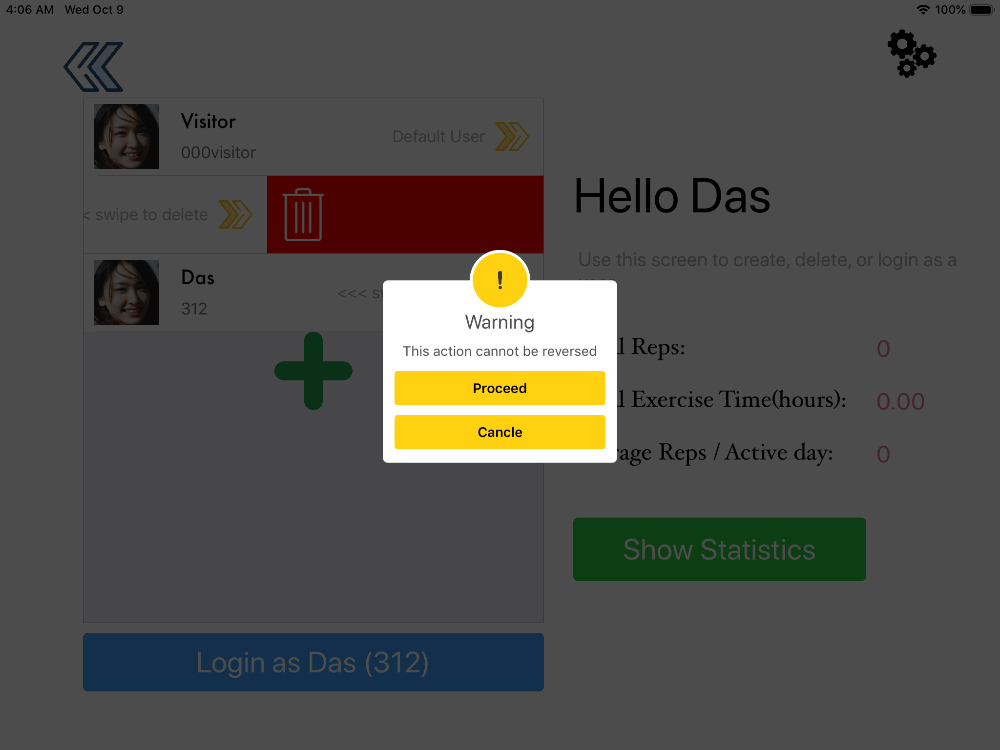 4:06 AM Wed Oct 9
100%
Visitor
000visitor
Default User
< swipe to delete
Das
312
<<<
Hello Das
Use this screen to create, delete, or login as a
Warning
This action cannot be reversed
Proceed
Cancle
Reps:
0
Exercise Time(hours):
0.00
Reps / Active day:
0
Show Statistics
Login as Das (312)